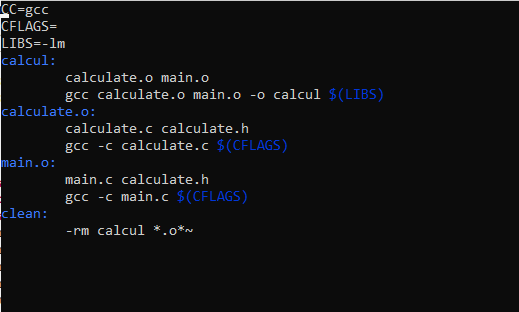 CC=gcc
CFLAGS=
LIBS=-lm
calcul:
        calculate.o main.o
        gcc calculate.o main.o -o calcul $(LIBS)
calculate.o:
        calculate.c calculate.h
        gcc -c calculate.c $(CFLAGS)
main.o:
        main.c calculate.h
        gcc -c main.c $(CFLAGS)
clean:
        -rm calcul *.o*~